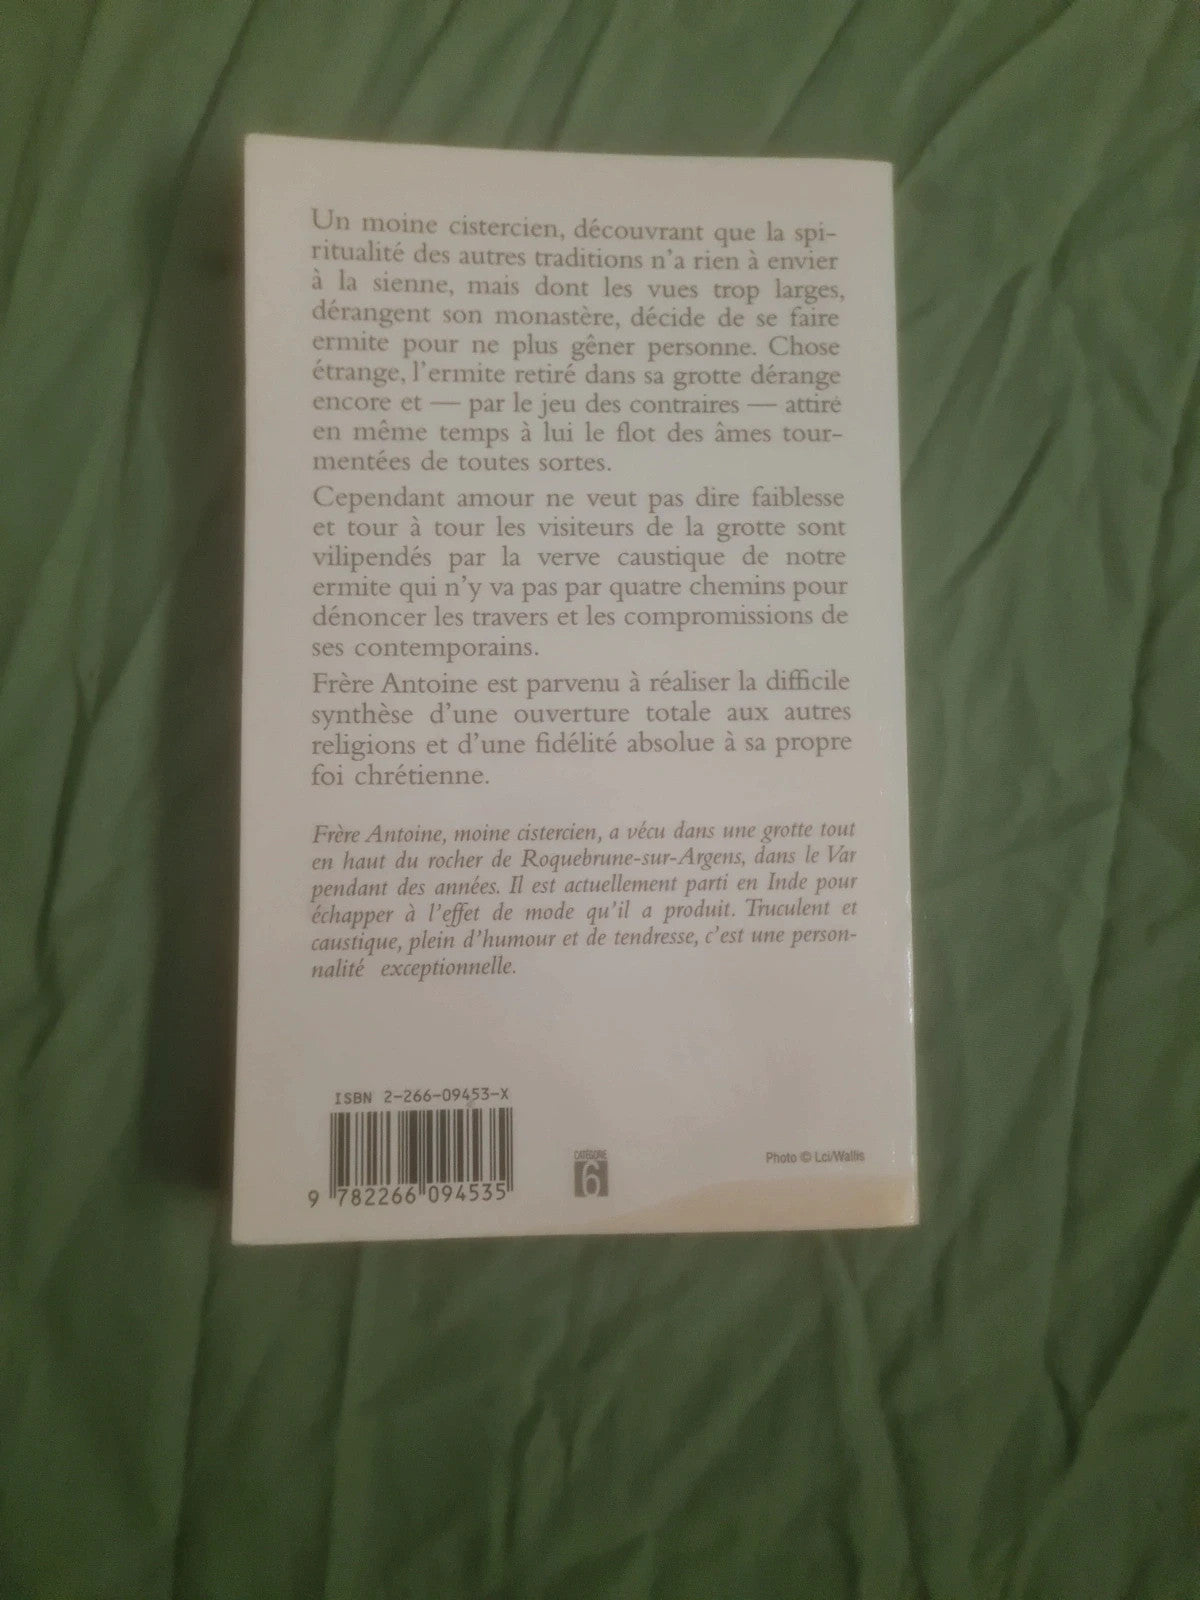 Un moine cistercien, découvrant que la spi-
ritualité des autres traditions n'a rien à envier
à la sienne, mais dont les vues trop larges,
dérangent son monastère, décide de se faire
ermite pour ne plus gêner personne. Chose
étrange, l'ermite retiré dans sa grotte dérange
encore et — par le jeu des contraires — attire
en même temps à lui le flot des âmes tour-
mentées de toutes sortes.
Cependant amour ne veut pas dire faiblesse
et tour à tour les visiteurs de la grotte sont
vilipendés par la verve caustique de notre
ermite qui n'y va pas par quatre chemins pour
dénoncer les travers et les compromissions de
ses contemporains.
Frère Antoine est parvenu à réaliser la difficile
synthèse d'une ouverture totale aux autres
religions et d'une fidélité absolue à sa propre
foi chrétienne.
Frère Antoine, moine cistercien, a vécu dans une grotte tout
en haut du rocher de Roquebrune-sur-Argens, dans le Var
pendant des années. Il est actuellement parti en Inde pour
échapper à l'effet de mode qu'il a produit. Truculent et
caustique, plein d'humour et de tendresse, c'est une person-
nalité exceptionnelle.
ISBN 2-266-09453-X
9 782266 094535
CATÉGORIE
6
Photo © Lci/Wallis